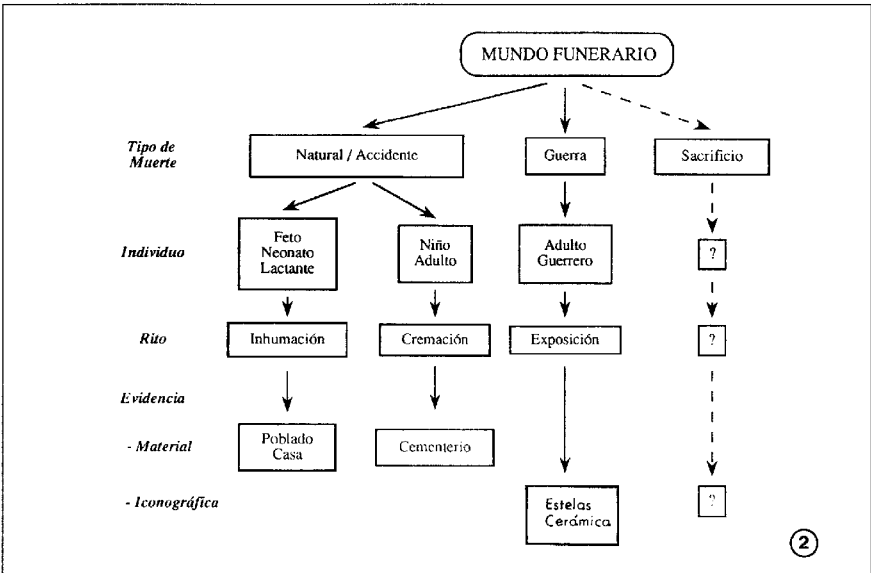 MUNDO FUNERARIO
Tipo de
Muerte
Natural / Accidente
Guerra
Sacrificio
Individuo
Feto
Neonato
Lactante
Niño
Adulto
Adulto
Guerrero
?
Rito
Inhumación
Cremación
Exposición
?
Evidencia
- Material
Poblado
Casa
Cementerio
- Iconográfica
Estelas
Cerámica
?
2